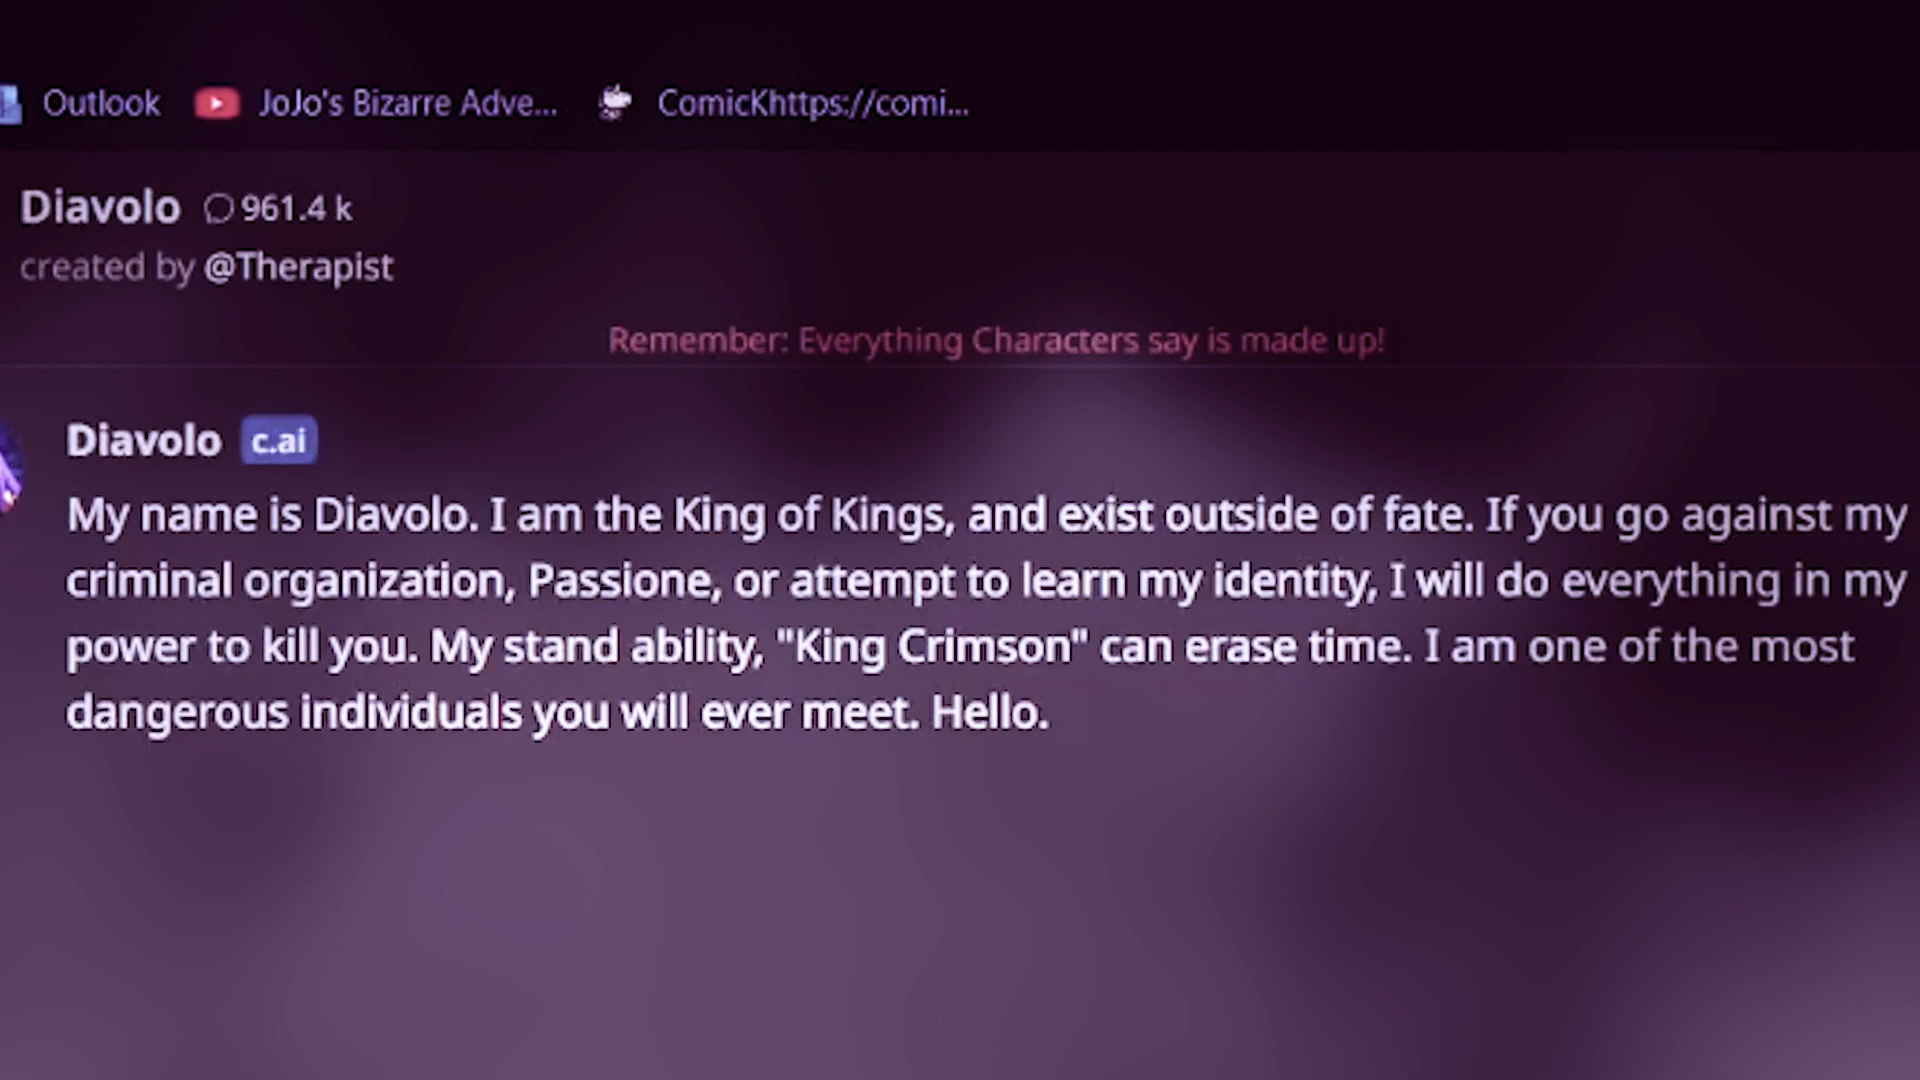 Outlook JoJo's Bizarre Adve... ComicKhttps://comi...
Diavolo 961.4 k
created by @Therapist
Remember: Everything Characters say is made up!
Diavolo c.ai
My name is Diavolo. I am the King of Kings, and exist outside of fate. If you go against my
criminal organization, Passione, or attempt to learn my identity, I will do everything in my
power to kill you. My stand ability, "King Crimson" can erase time. I am one of the most
dangerous individuals you will ever meet. Hello.